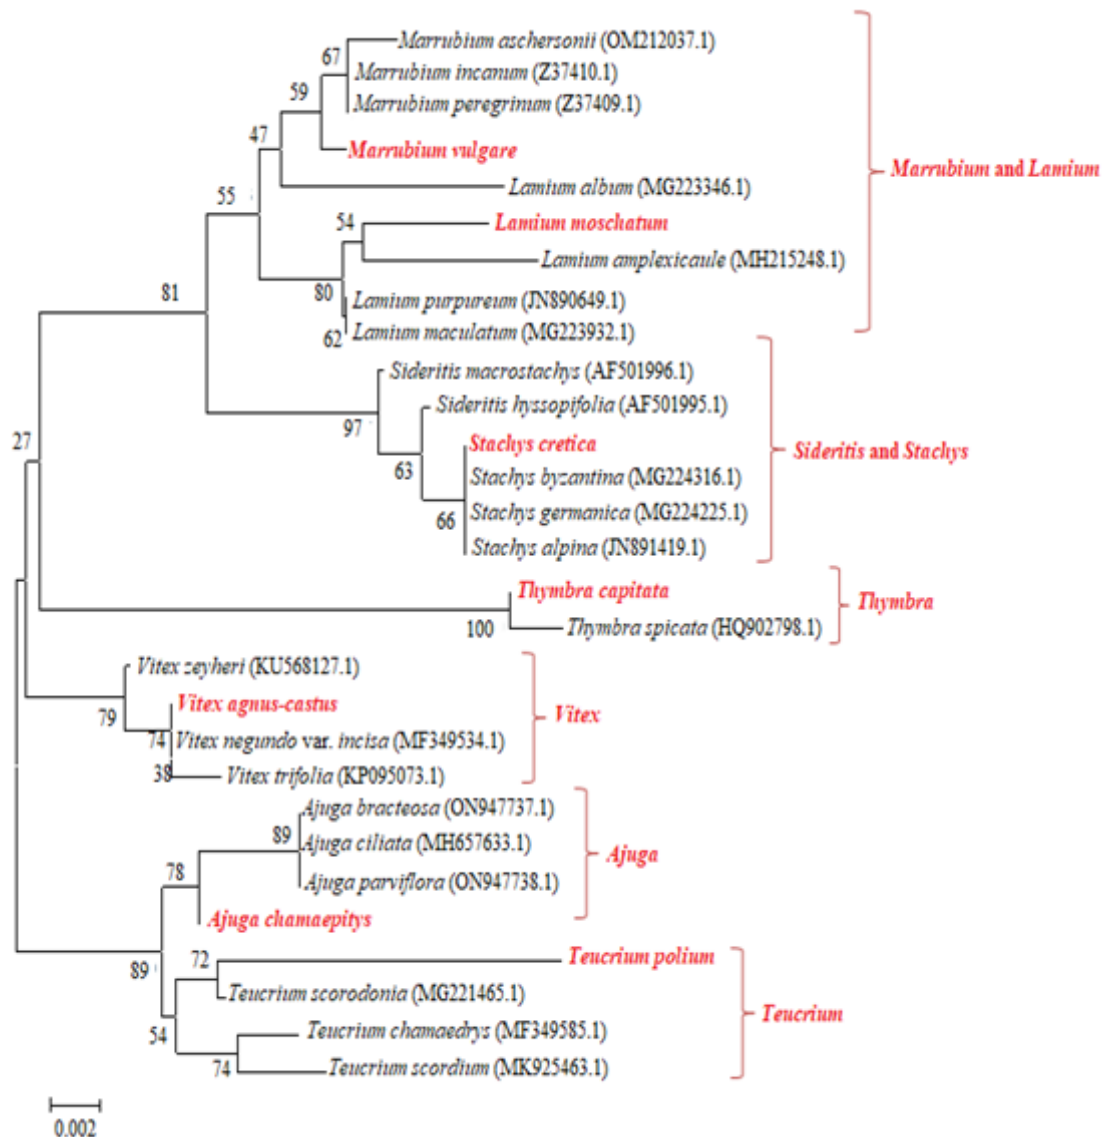 Marrubium aschersonii (OM212037.1)
67
Marrubium incanum (Z37410.1)
59
Marrubium peregrinum (Z37409.1)
47
Marrubium vulgare
Marrubium and Lamium
55
Lamium album (MG223346.1)
54
Lamium moschatum
Lamium amplexicaule (MH215248.1)
81
80
Lamium purpureum (JN890649.1)
62
Lamium maculatum (MG223932.1)
Sideritis macrostachys (AF501996.1)
97
Sideritis hyssopifolia (AF501995.1)
27
Stachys cretica
Sideritis and Stachys
63
Stachys byzantina (MG224316.1)
66
Stachys germanica (MG224225.1)
Stachys alpina (JN891419.1)
Thymbra capitata
Thymbra
100
Thymbra spicata (HQ902798.1)
Vitex zeyheri (KU568127.1)
79
Vitex agnus-castus
Vitex
74
Vitex negundo var. incisa (MF349534.1)
38
Vitex trifolia (KP095073.1)
Ajuga bracteosa (ON947737.1)
89
Ajuga ciliata (MH657633.1)
Ajuga
78
Ajuga parviflora (ON947738.1)
Ajuga chamaepitys
89
72
Teucrium polium
Teucrium scorodonia (MG221465.1)
Teucrium
54
Teucrium chamaedrys (MF349585.1)
74
Teucrium scordium (MK925463.1)
0.002